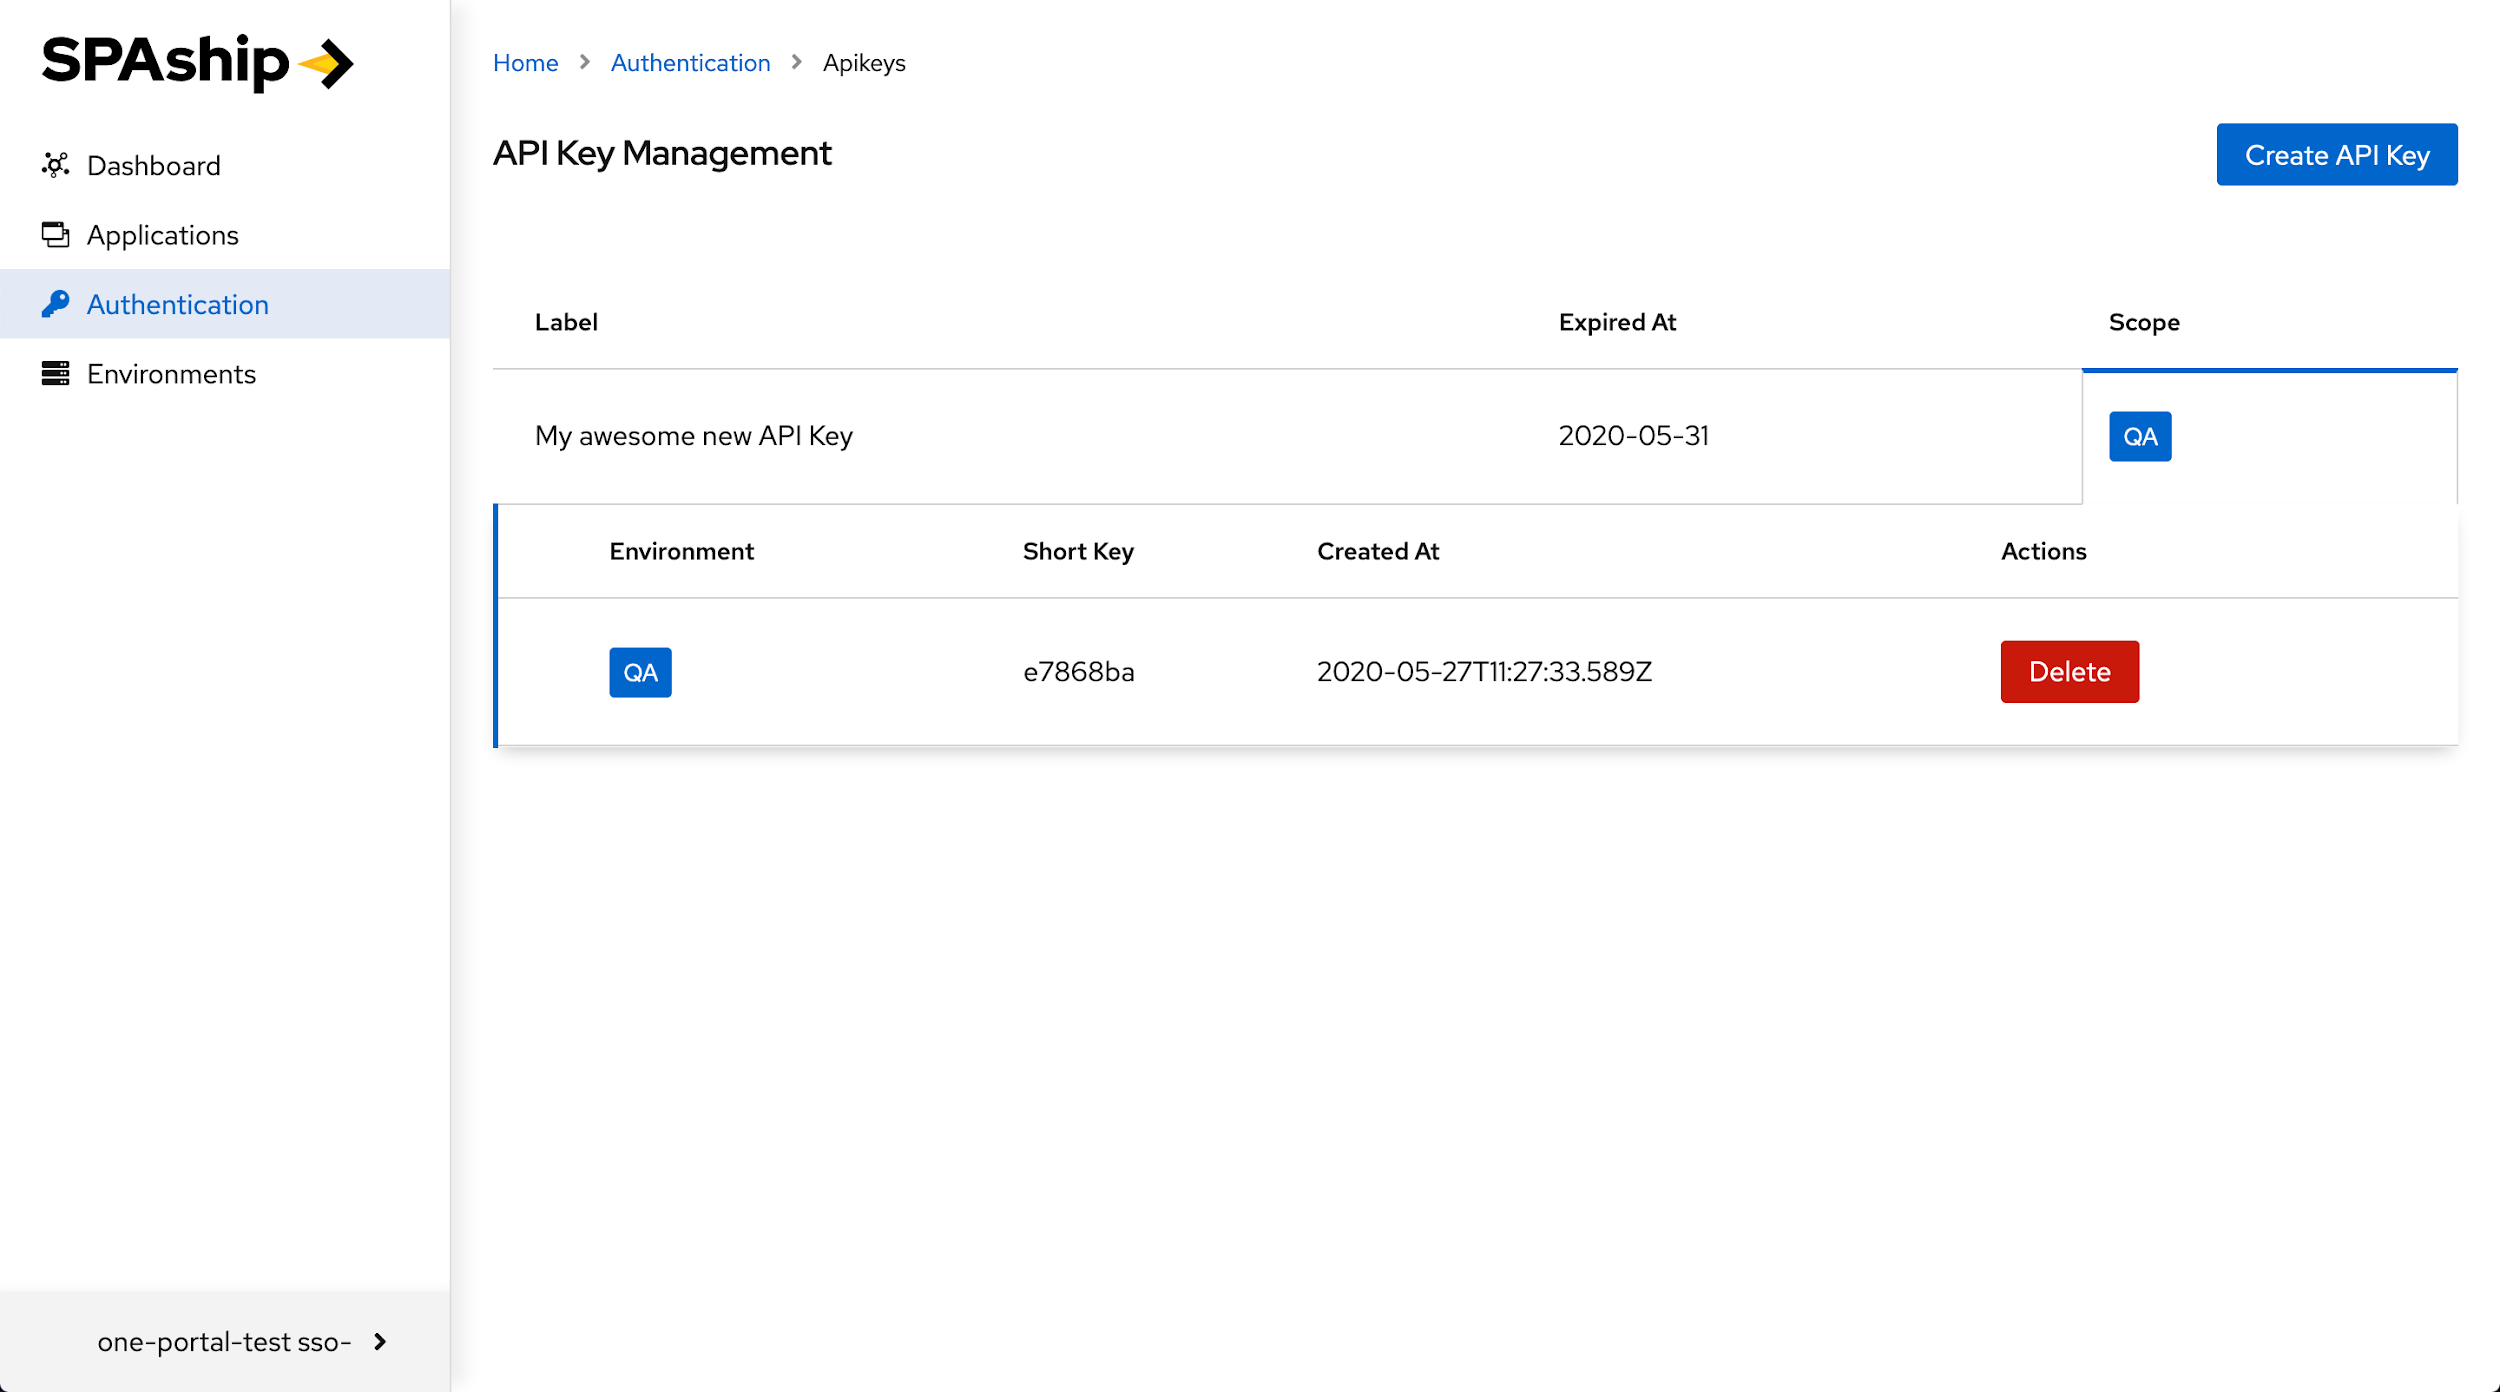 SPAship
Dashboard
Applications
Authentication
Environments
one-portal-test sso-
Home > Authentication > Apikeys
API Key Management
Create API Key
Label Expired At Scope
My awesome new API Key 2020-05-31 QA
Environment Short Key Created At Actions
QA e7868ba 2020-05-27T11:27:33.589Z Delete